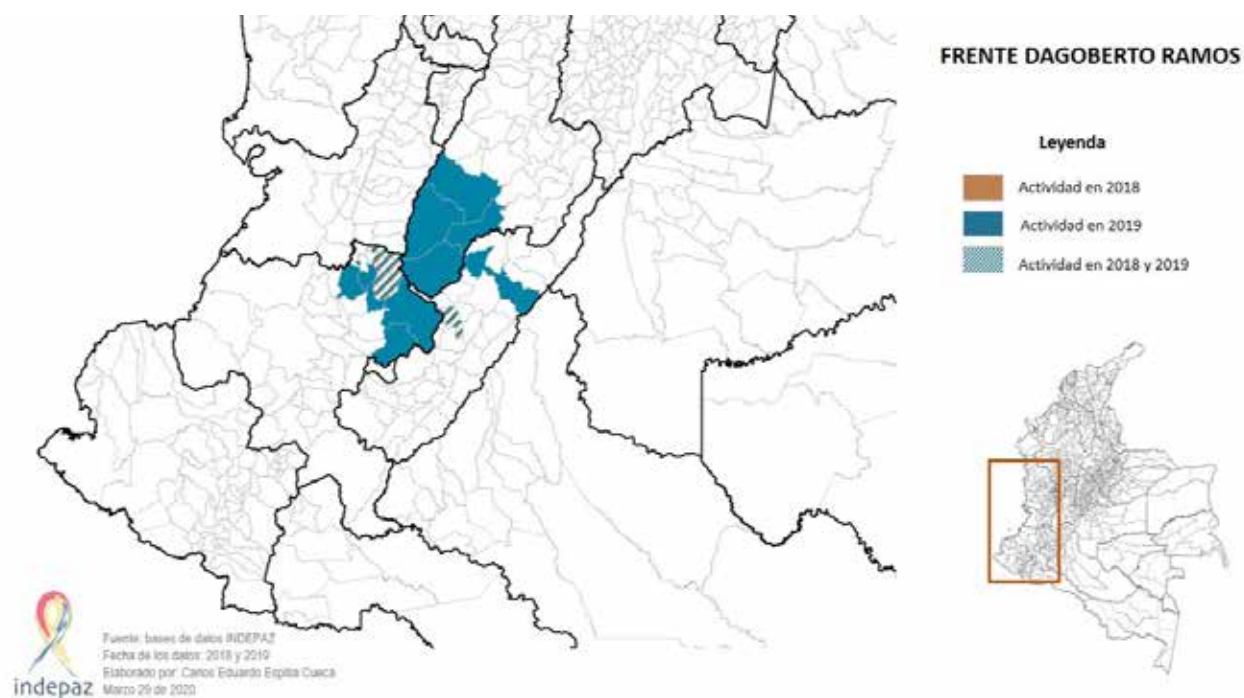 FRENTE DAGOBERTO RAMOS
Leyenda
Actividad en 2018
Actividad en 2019
Actividad en 2018 y 2019
indepaz
Fuente: bases de datos INDEPAZ
Fecha de los datos: 2018 y 2019
Elaborado por: Carlos Eduardo Espitia Cueca
Marzo 29 de 2020